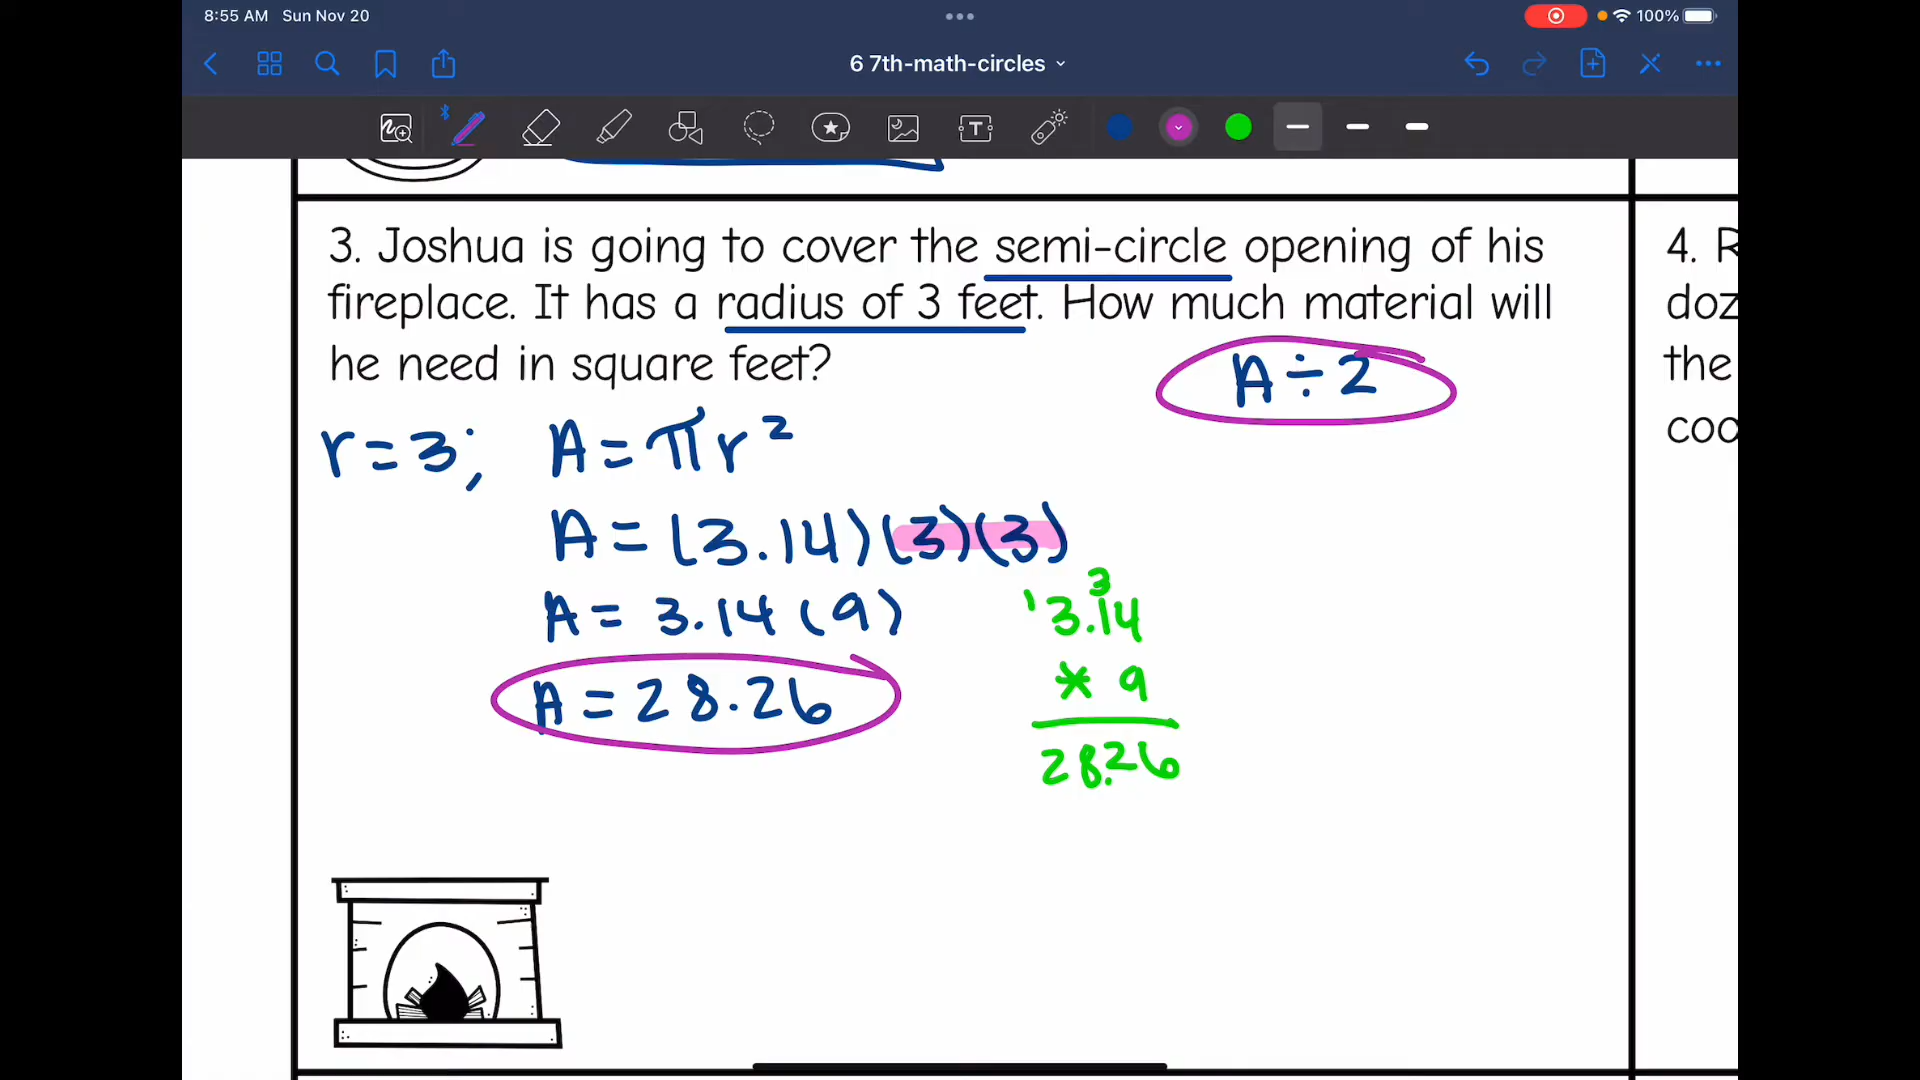 8:55 AM Sun Nov 20
100%
6 7th-math-circles
T
3. Joshua is going to cover the semi-circle opening of his
fireplace. It has a radius of 3 feet. How much material will
he need in square feet?
A ÷ 2
r = 3; A = πr²
A = (3.14)(3)(3)
A = 3.14 (9)
A = 28.26
1 3
3.14
* 9
28.26
4. R
doz
the
coo